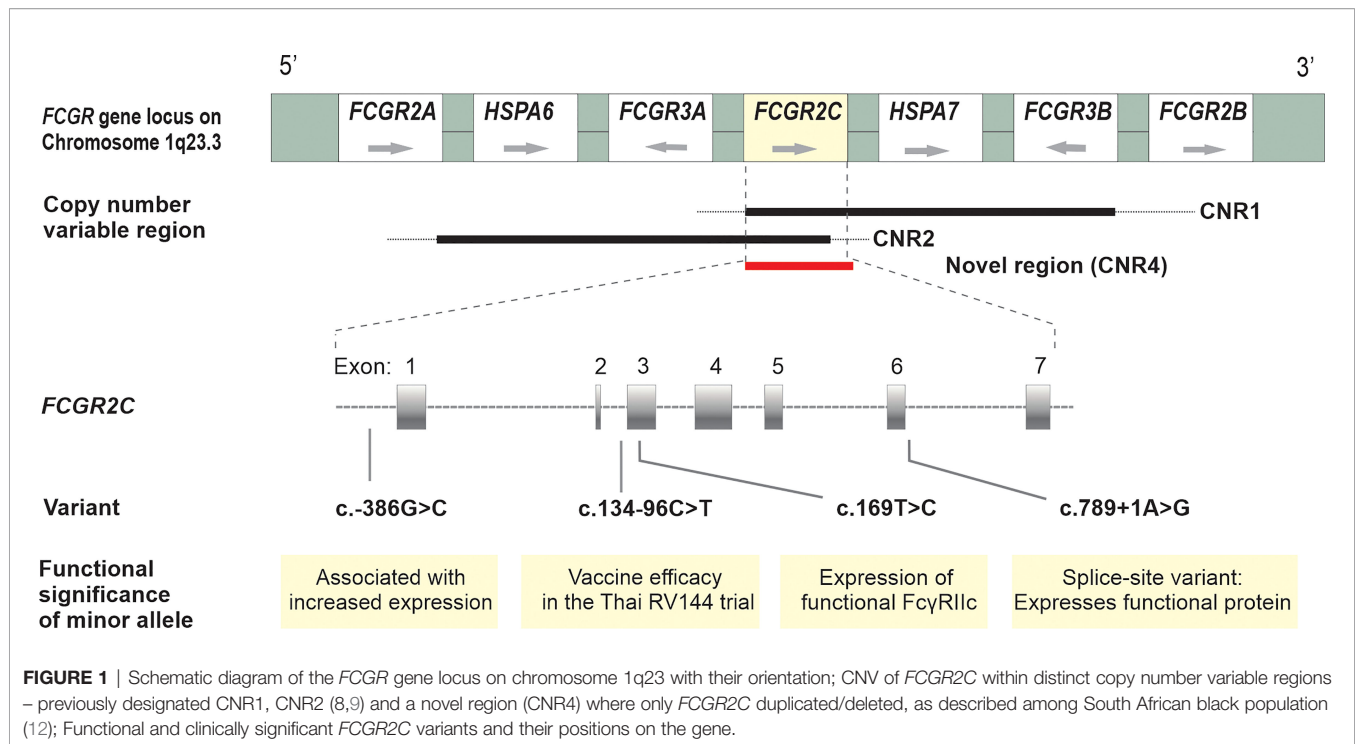 5’ 3’
FCGR gene locus on
Chromosome 1q23.3
FCGR2A HSPA6 FCGR3A FCGR2C HSPA7 FCGR3B FCGR2B
Copy number
variable region
CNR1
CNR2
Novel region (CNR4)
Exon: 1 2 3 4 5 6 7
FCGR2C
Variant c.-386G>C c.134-96C>T c.169T>C c.789+1A>G
Functional
significance
of minor allele
Associated with
increased expression
Vaccine efficacy
in the Thai RV144 trial
Expression of
functional FcγRIIc
Splice-site variant:
Expresses functional protein
FIGURE 1 | Schematic diagram of the FCGR gene locus on chromosome 1q23 with their orientation; CNV of FCGR2C within distinct copy number variable regions
– previously designated CNR1, CNR2 (8,9) and a novel region (CNR4) where only FCGR2C duplicated/deleted, as described among South African black population
(12); Functional and clinically significant FCGR2C variants and their positions on the gene.